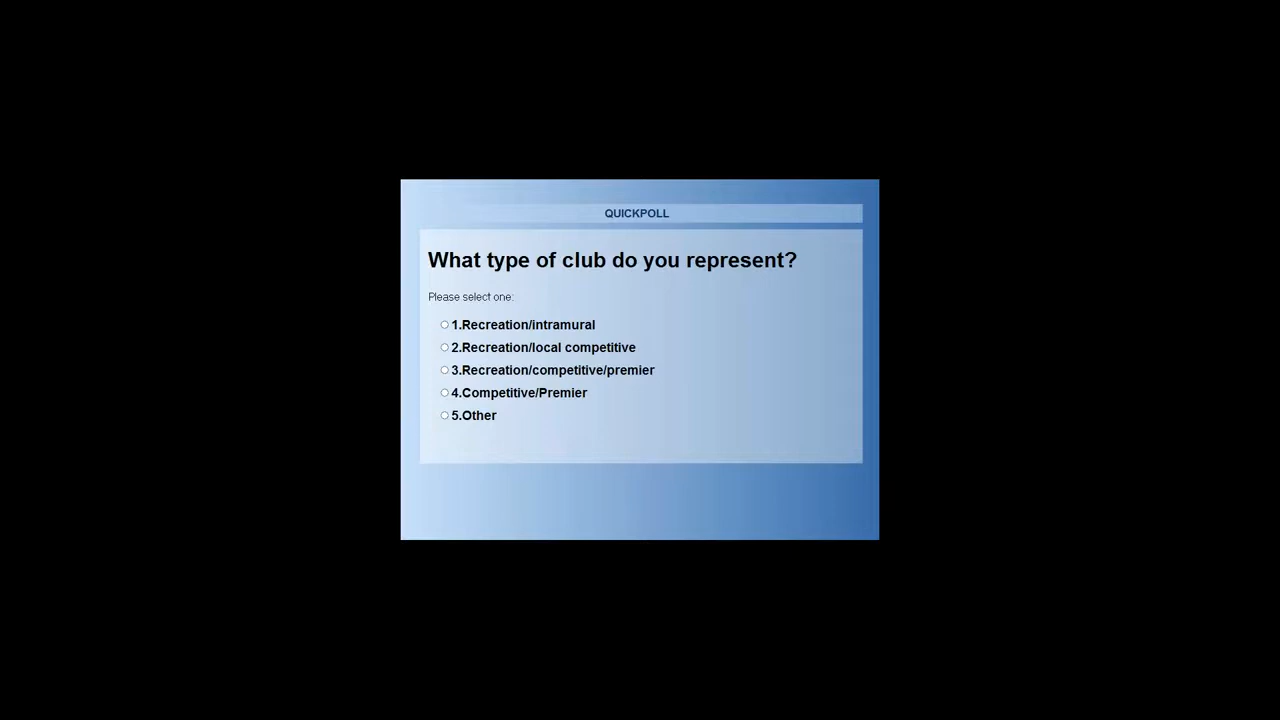 QUICKPOLL
What type of club do you represent?
Please select one:
1.Recreation/intramural
2.Recreation/local competitive
3.Recreation/competitive/premier
4.Competitive/Premier
5.Other